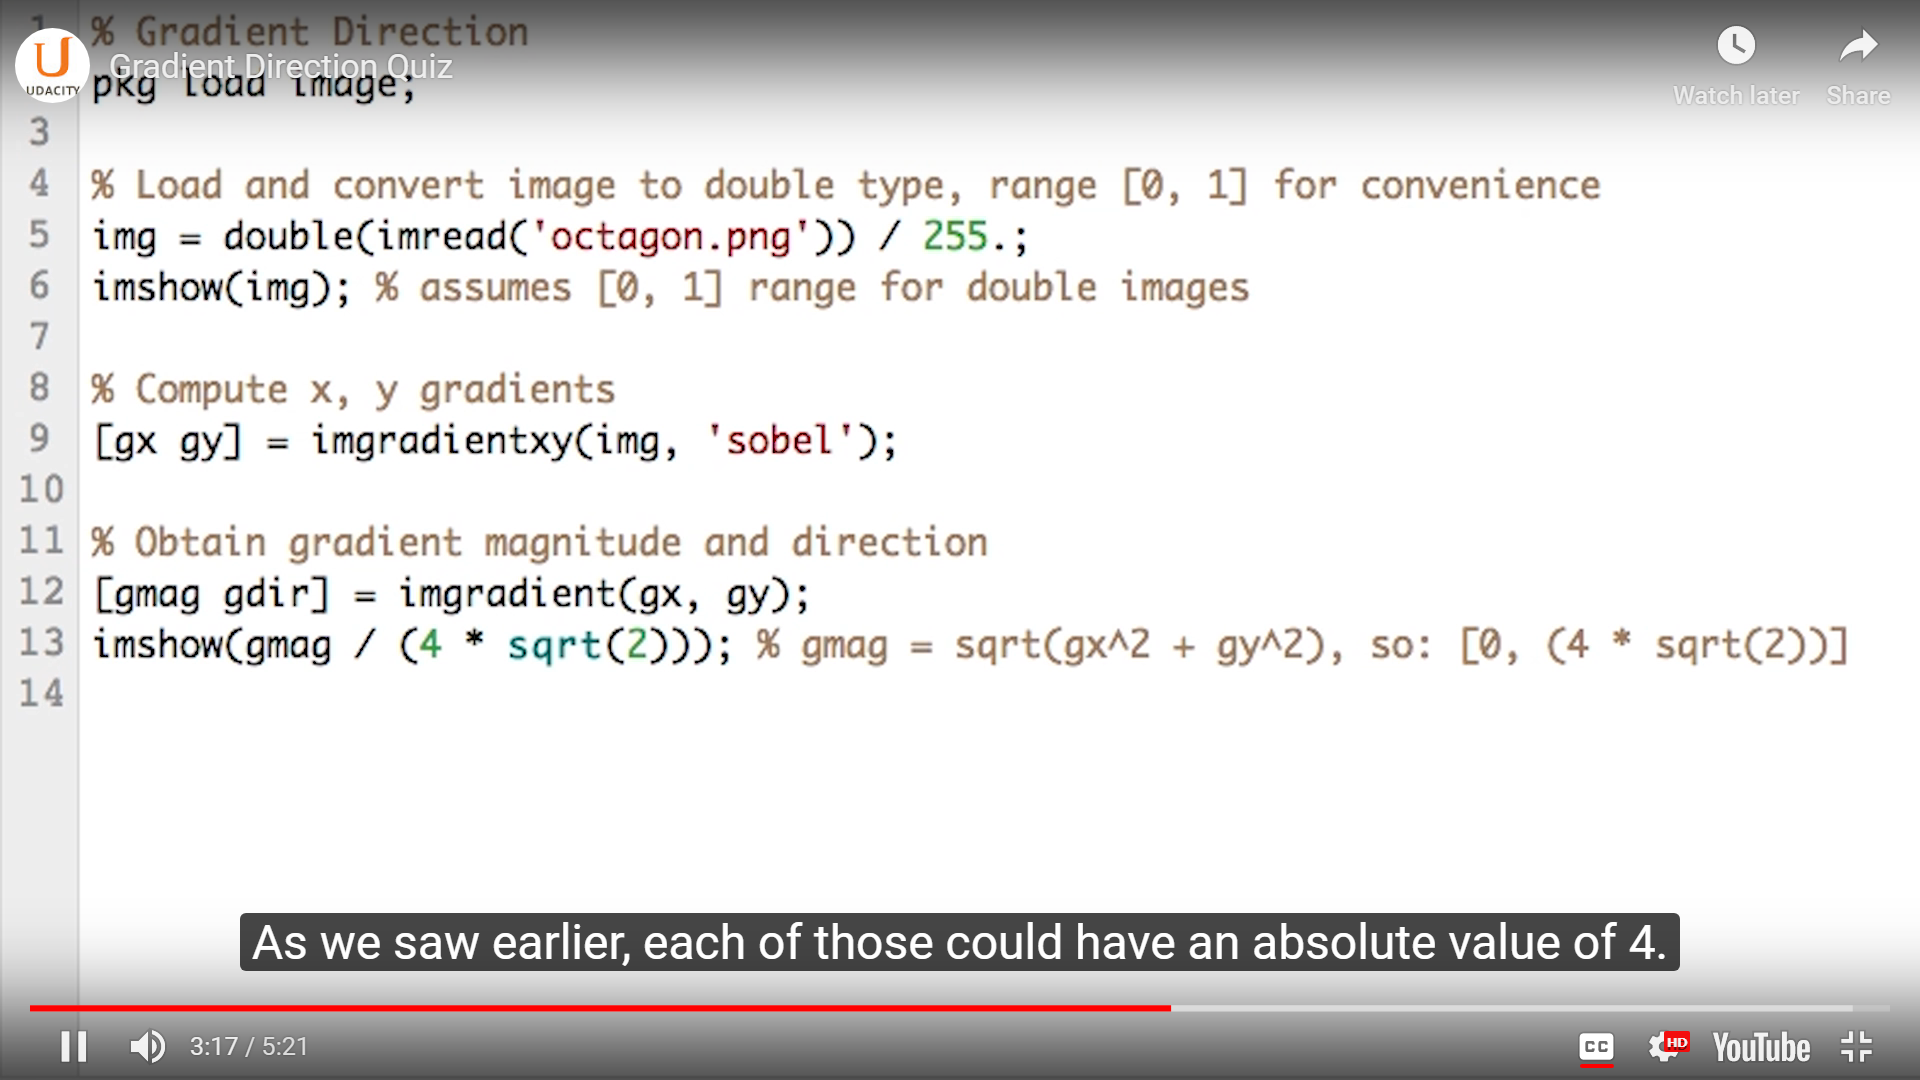 1 % Gradient Direction
Gradient Direction Quiz
UDACITY
pkg load image;
Watch later Share
3
4 % Load and convert image to double type, range [0, 1] for convenience
5 img = double(imread('octagon.png')) / 255.;
6 imshow(img); % assumes [0, 1] range for double images
7
8 % Compute x, y gradients
9 [gx gy] = imgradientxy(img, 'sobel');
10
11 % Obtain gradient magnitude and direction
12 [gmag gdir] = imgradient(gx, gy);
13 imshow(gmag / (4 * sqrt(2))); % gmag = sqrt(gx^2 + gy^2), so: [0, (4 * sqrt(2))]
14
As we saw earlier, each of those could have an absolute value of 4.
3:17 / 5:21 CC HD YouTube